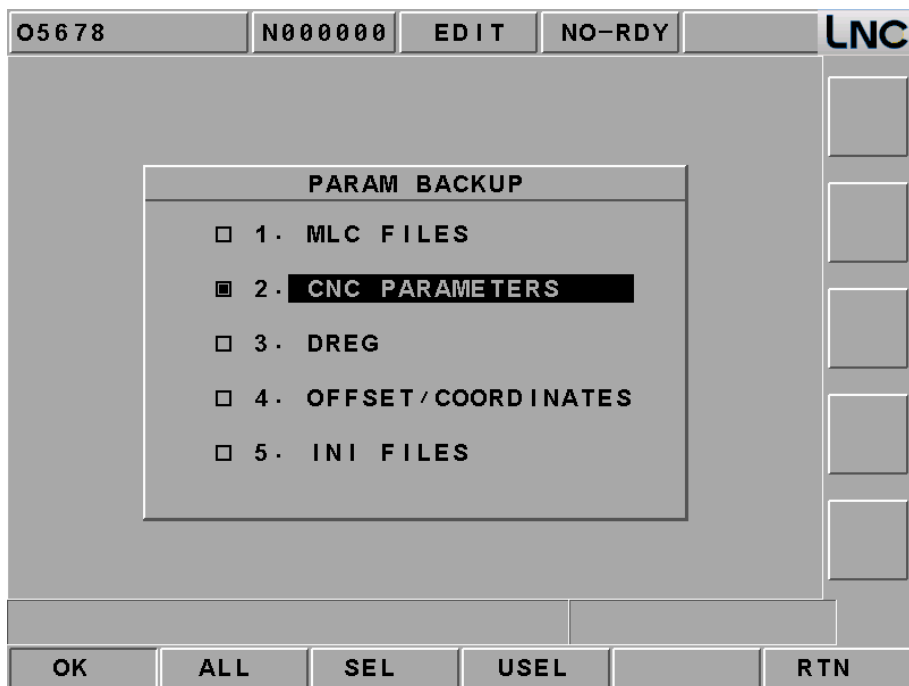 O5678 N000000 EDIT NO-RDY LNC
PARAM BACKUP
1. MLC FILES
2. CNC PARAMETERS
3. DREG
4. OFFSET/COORDINATES
5. INI FILES
OK ALL SEL USEL RTN